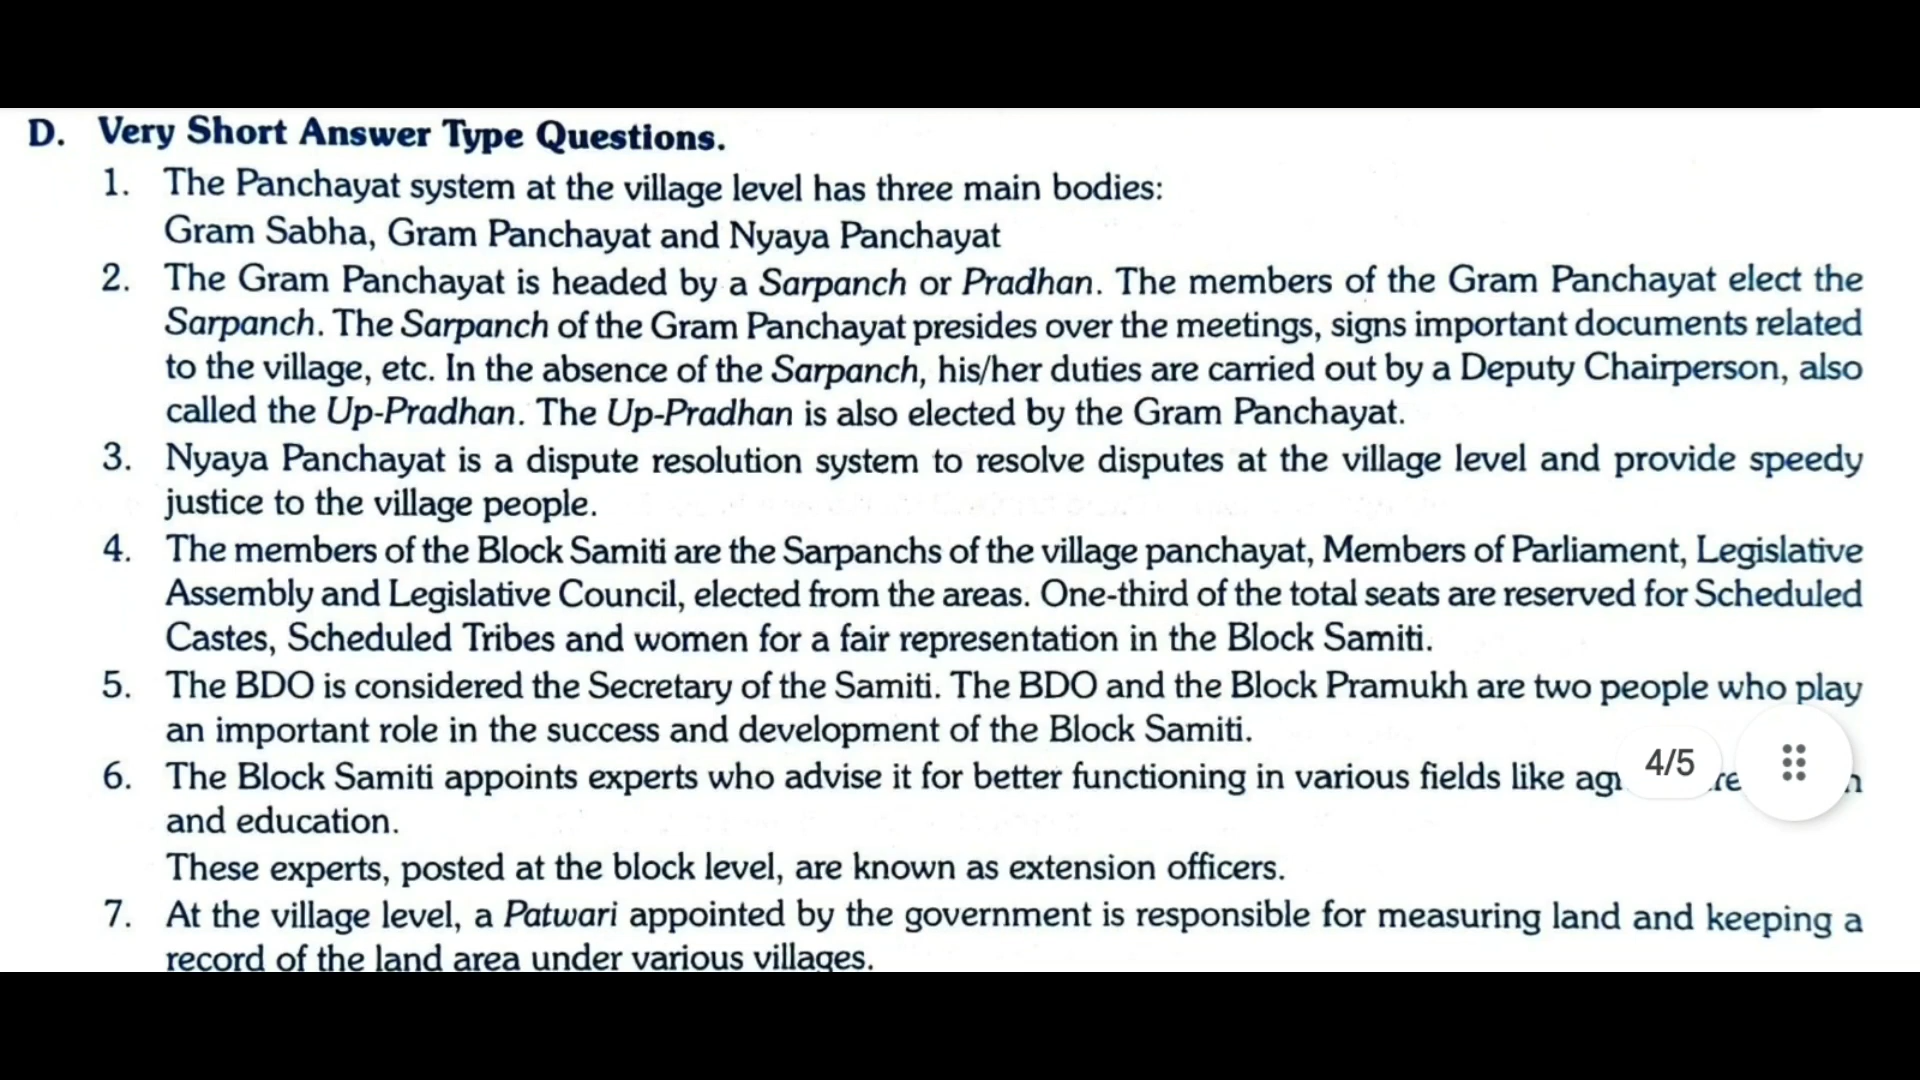 D. Very Short Answer Type Questions.
1. The Panchayat system at the village level has three main bodies:
Gram Sabha, Gram Panchayat and Nyaya Panchayat
2. The Gram Panchayat is headed by a Sarpanch or Pradhan. The members of the Gram Panchayat elect the
Sarpanch. The Sarpanch of the Gram Panchayat presides over the meetings, signs important documents related
to the village, etc. In the absence of the Sarpanch, his/her duties are carried out by a Deputy Chairperson, also
called the Up-Pradhan. The Up-Pradhan is also elected by the Gram Panchayat.
3. Nyaya Panchayat is a dispute resolution system to resolve disputes at the village level and provide speedy
justice to the village people.
4. The members of the Block Samiti are the Sarpanchs of the village panchayat, Members of Parliament, Legislative
Assembly and Legislative Council, elected from the areas. One-third of the total seats are reserved for Scheduled
Castes, Scheduled Tribes and women for a fair representation in the Block Samiti.
5. The BDO is considered the Secretary of the Samiti. The BDO and the Block Pramukh are two people who play
an important role in the success and development of the Block Samiti.
6. The Block Samiti appoints experts who advise it for better functioning in various fields like
4/5
and education.
These experts, posted at the block level, are known as extension officers.
7. At the village level, a Patwari appointed by the government is responsible for measuring land and keeping a
record of the land area under various villages.